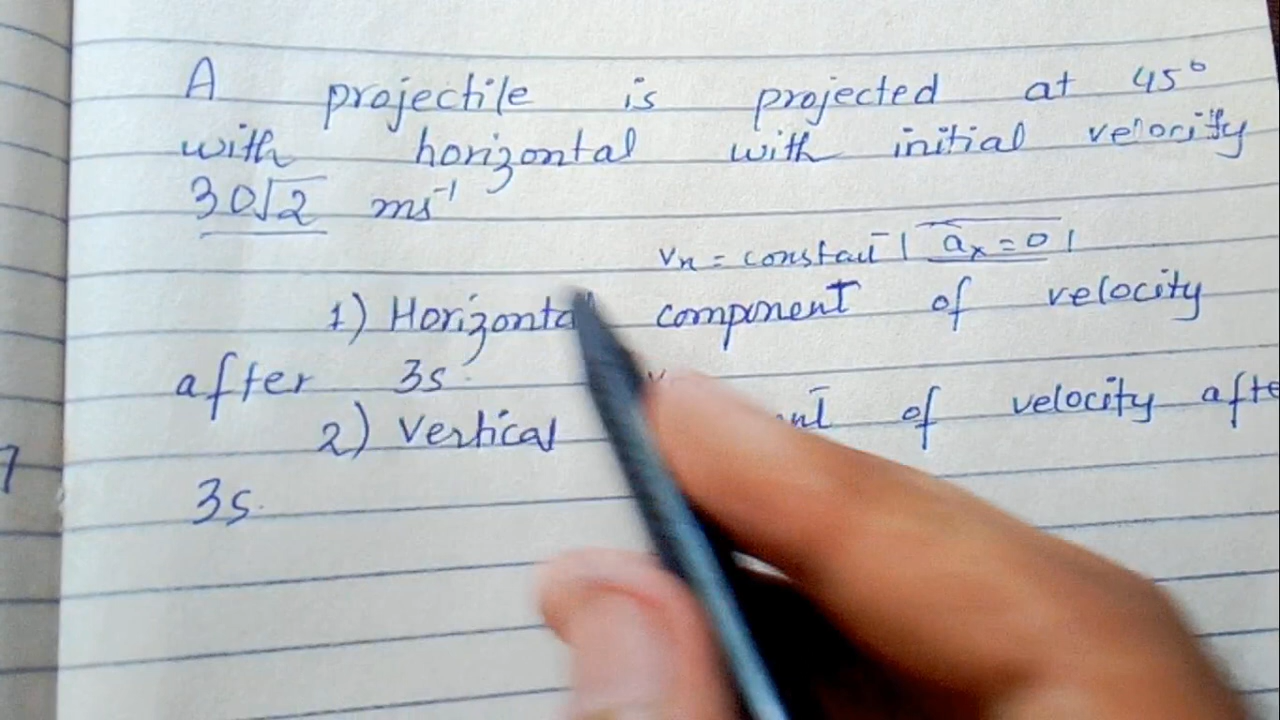 A projectile is projected at 45°
with horizontal with initial velocity
30√2 ms⁻¹
vx = constant | ax = 0 |
1) Horizontal component of velocity
after 3s.
2) Vertical of velocity
3s.